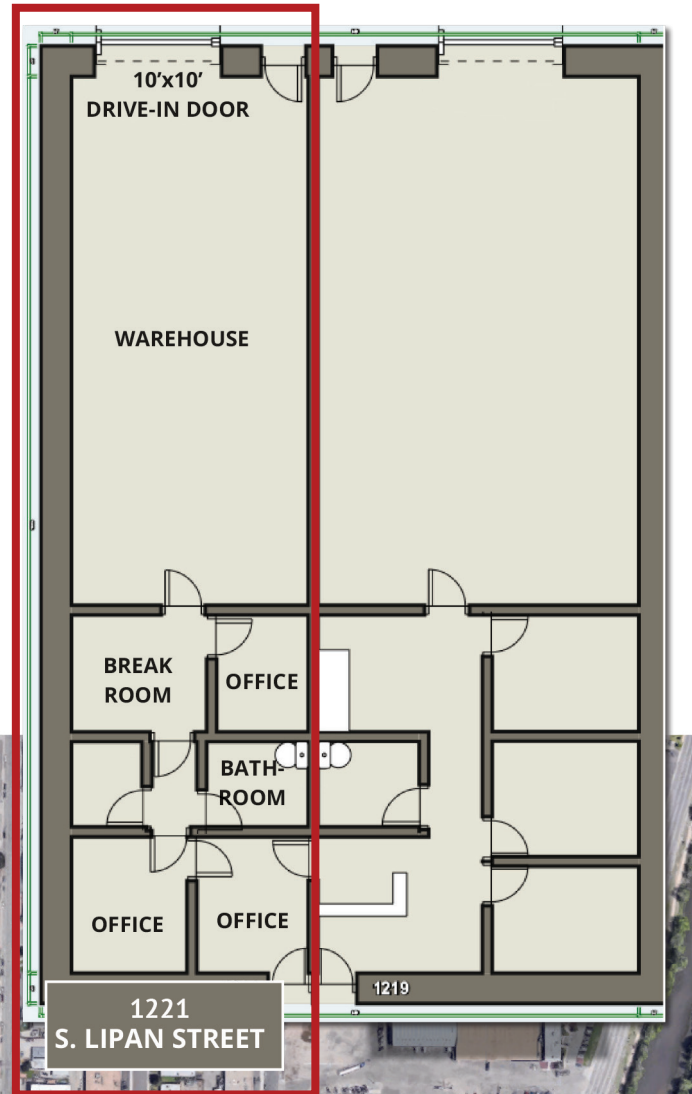 10’x10’
DRIVE-IN DOOR
WAREHOUSE
BREAK
ROOM
OFFICE
BATH-
ROOM
OFFICE
OFFICE
1219
1221
S. LIPAN STREET